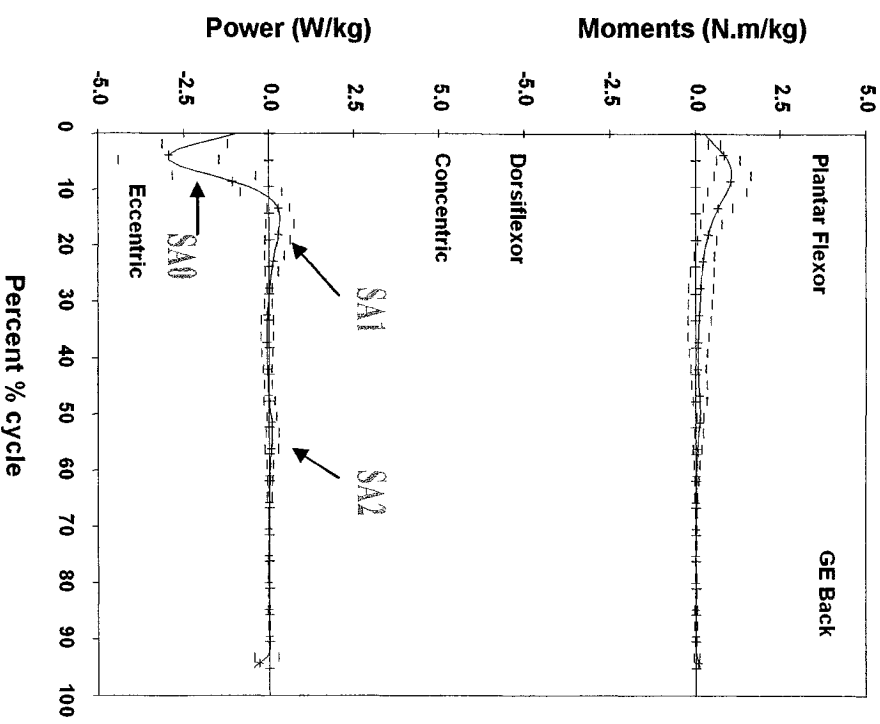 Moments (N.m/kg)
5.0
2.5
0.0
-2.5
-5.0
Plantar Flexor
GE Back
Dorsiflexor
Power (W/kg)
5.0
2.5
0.0
-2.5
-5.0
Concentric
SA1
SA2
SA0
Eccentric
0
10
20
30
40
50
60
70
80
90
100
Percent % cycle